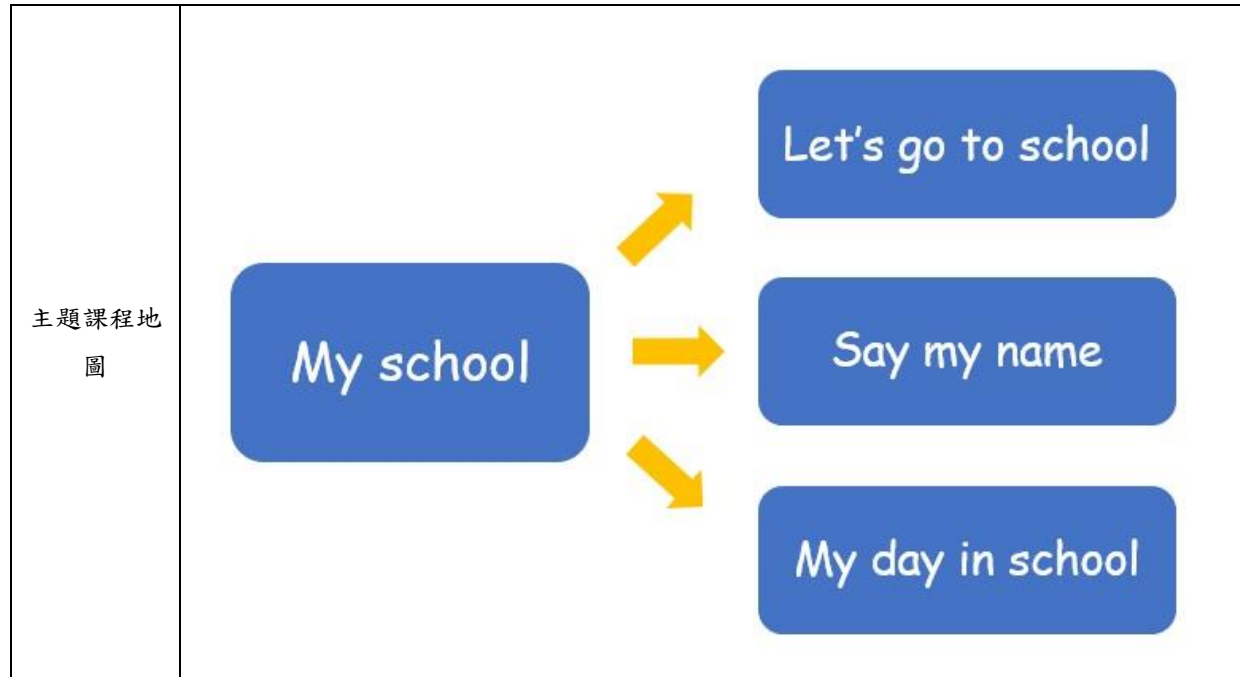 主題課程地
圖
My school
Let's go to school
Say my name
My day in school